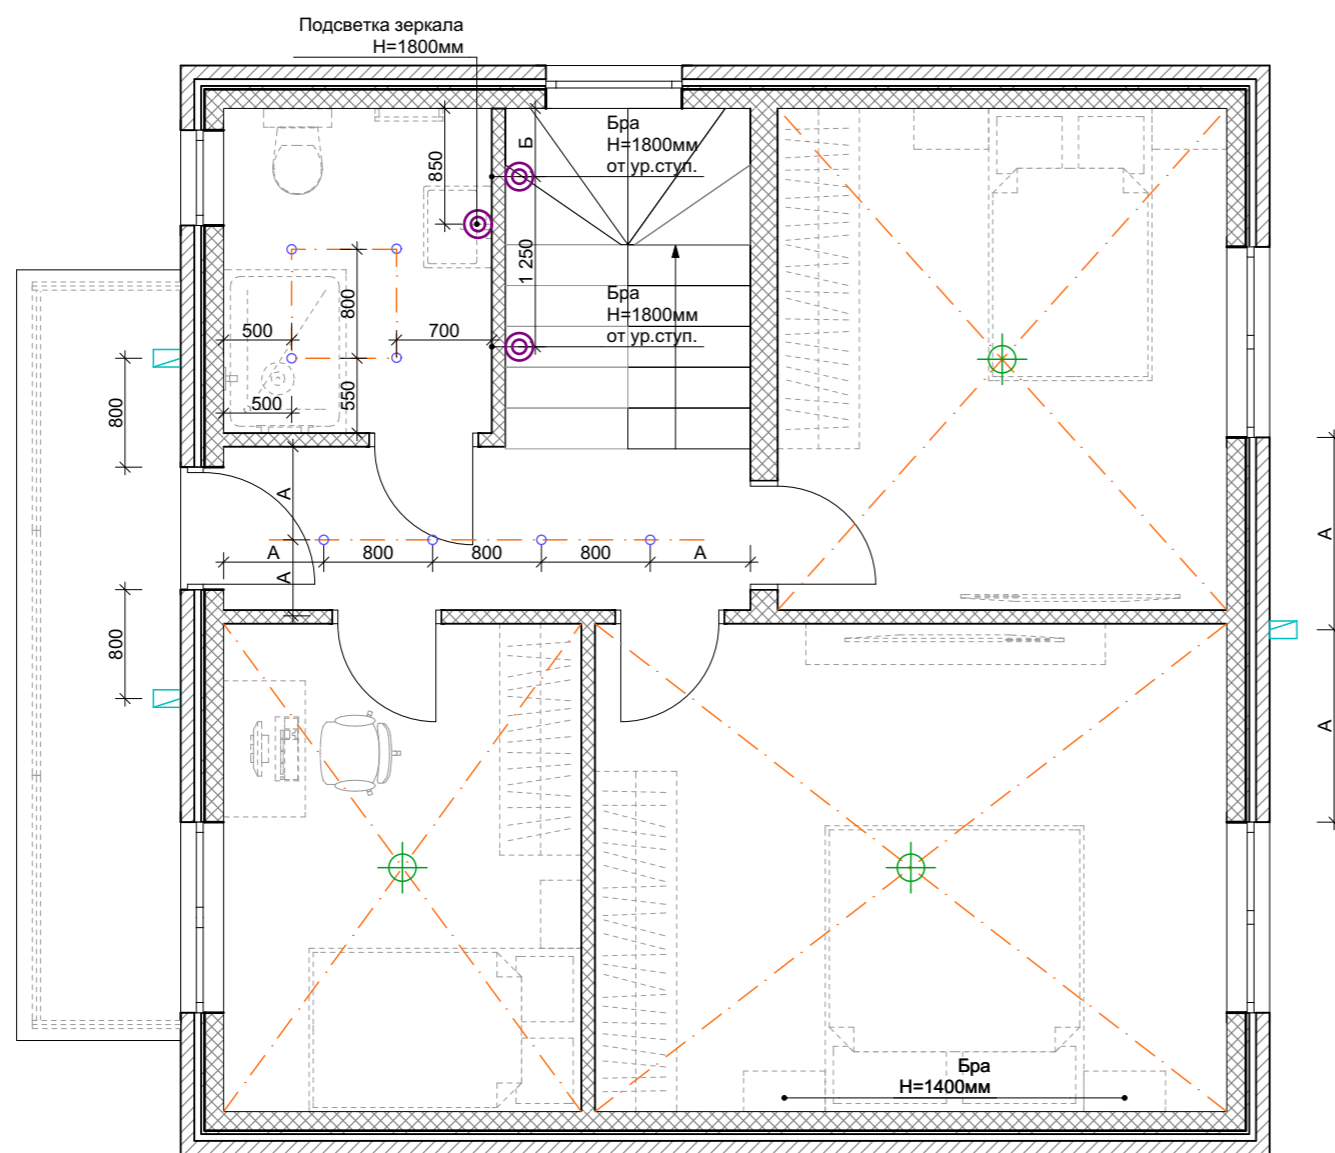 Подсветка зеркала
H=1800мм
Бра
H=1800мм
от ур.ступ.
Б
850
1 250
Бра
H=1800мм
от ур.ступ.
800
500
700
500
550
800
А
А
800
800
800
А
А
800
А
А
Бра
H=1400мм